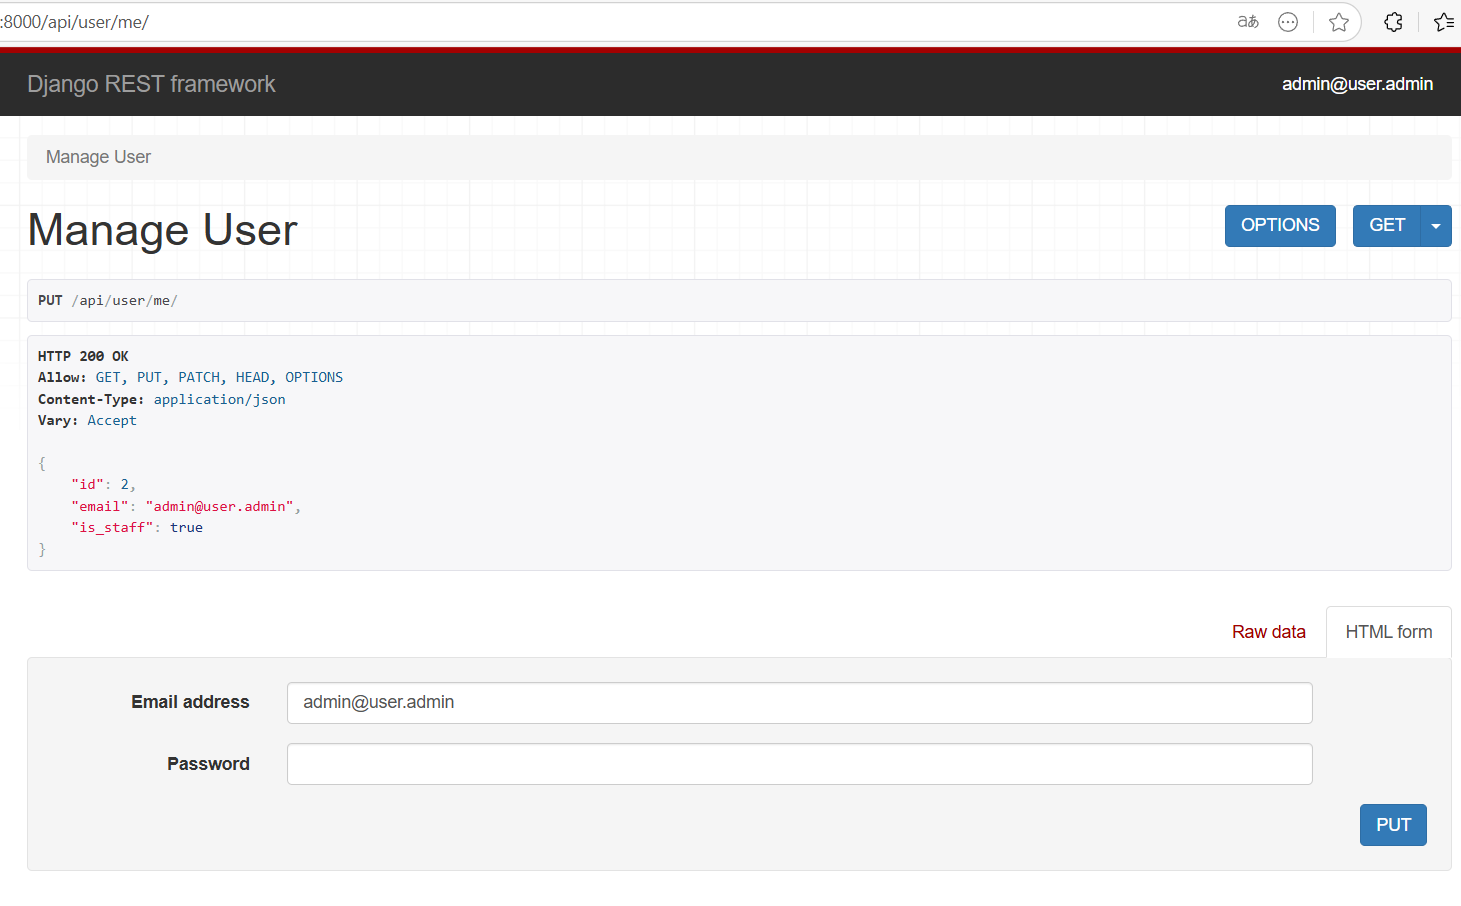 :8000/api/user/me/
aあ
Django REST framework
admin@user.admin
Manage User
Manage User
OPTIONS
GET
PUT /api/user/me/
HTTP 200 OK
Allow: GET, PUT, PATCH, HEAD, OPTIONS
Content-Type: application/json
Vary: Accept
{
    "id": 2,
    "email": "admin@user.admin",
    "is_staff": true
}
Raw data
HTML form
Email address
admin@user.admin
Password
PUT